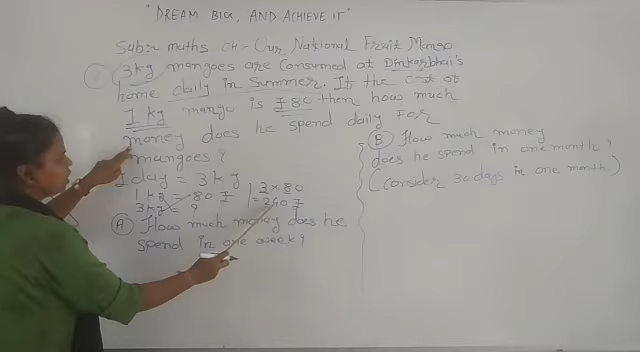 "DREAM BIG, AND ACHIEVE IT"
Sub:- maths CH-Our National Fruit Mango
3kg mangoes are Consumed at Dinkarbhai's
home daily in Summer. If the cost of
1 kg mango is ₹80 then how much
money does he spend daily For
mangoes?
1 day = 3 kg
1 kg = 80 ₹
3 kg = ?
3 × 80
= 240 ₹
(A) How much money does he
spend in one week?
(B) How much money
does he spend in one month?
(Consider 30 days in one month.)